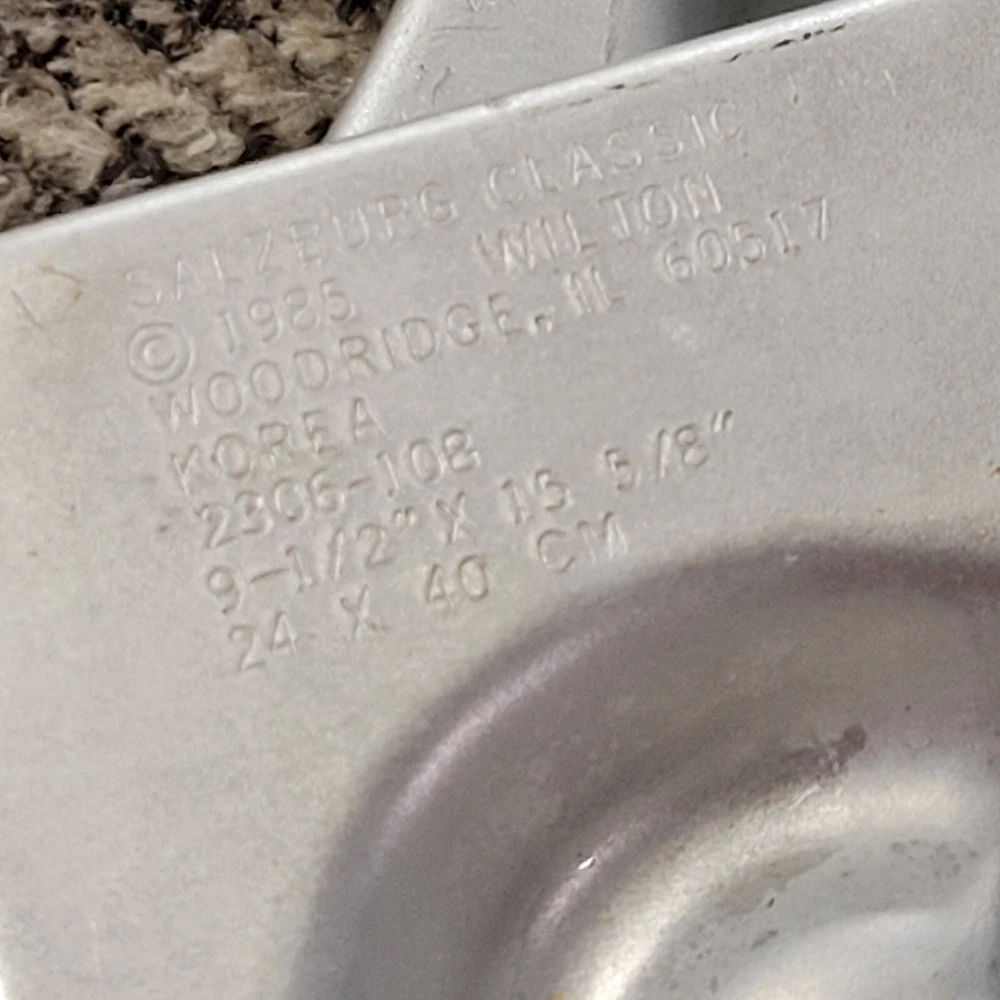 SALZBURG CLASSIC
© 1985 WILTON
WOODRIDGE, IL 60517
KOREA
2306-108
9-1/2" X 15 5/8"
24 X 40 CM